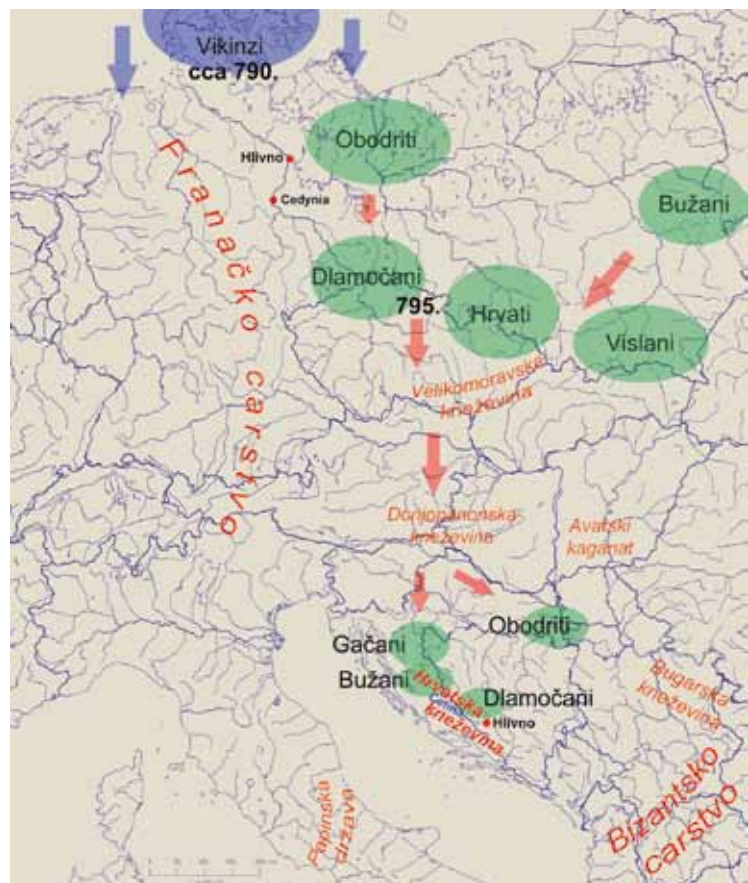 Vikinzi
cca 790.
Obodriti
Hlivno
Cedynia
Bužani
Franačko carstvo
Dlamočani
795.
Hrvati
Vislani
Velikomoravska
kneževina
Donjopanonska
kneževina
Avarski
kaganat
Obodriti
Gačani
Bužani
Hrvatska
kneževina
Dlamočani
Hlivno
Bugarska
kneževina
Papinska
država
Bizantsko
carstvo